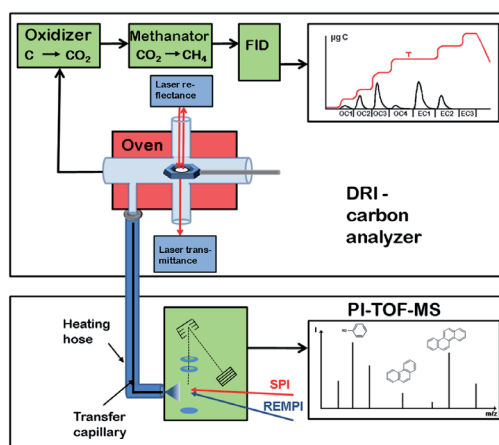 Oxidizer
C → CO₂
Methanator
CO₂ → CH₄
FID
µg C
T
OC1 OC2 OC3 OC4 EC1 EC2 EC3
Laser re-
flectance
Oven
Laser trans-
mittance
DRI -
carbon
analyzer
PI-TOF-MS
Heating
hose
Transfer
capillary
SPI
REMPI
I
HO
m/z